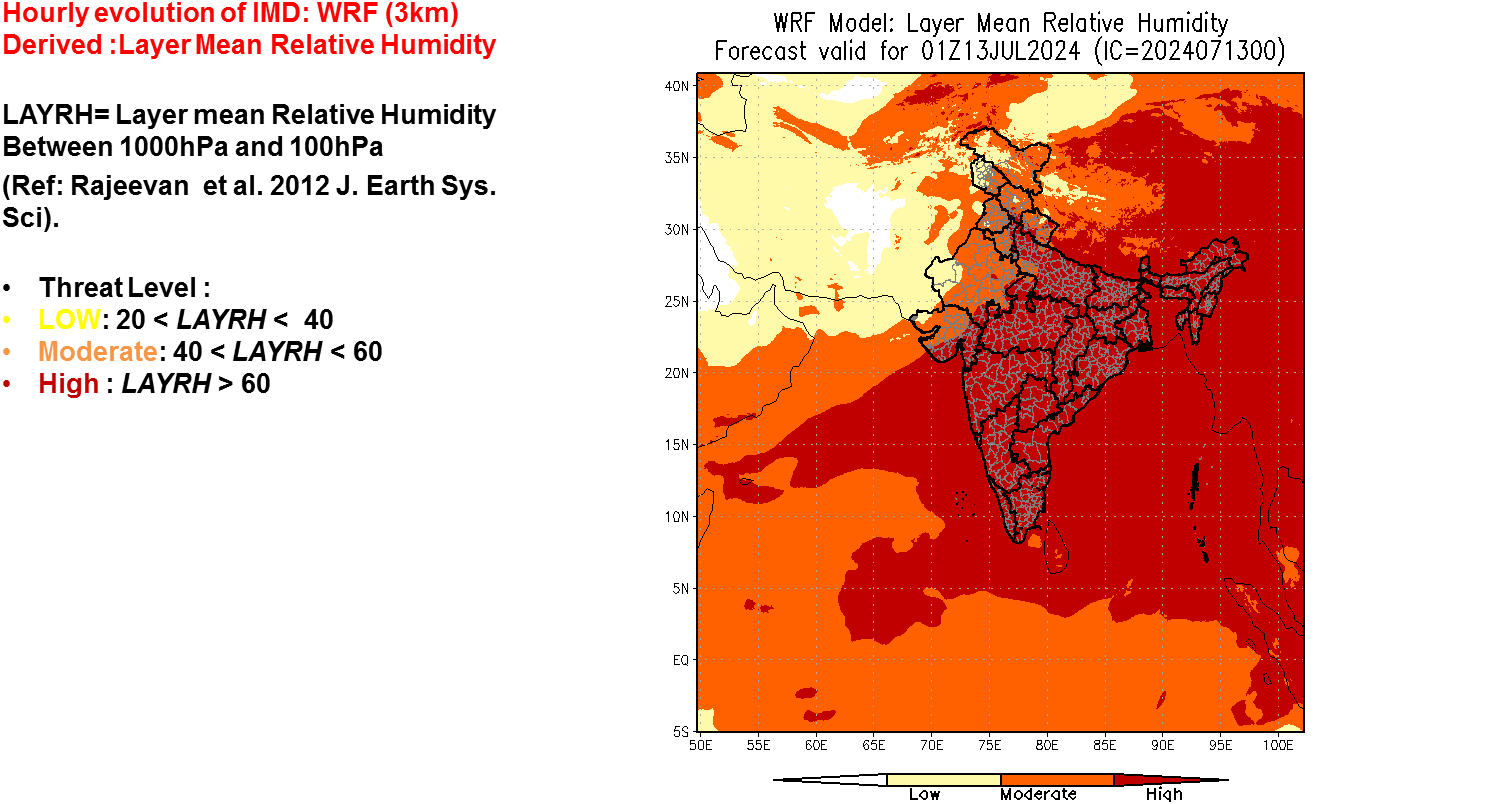 Hourly evolution of IMD: WRF (3km)
Derived :Layer Mean Relative Humidity
LAYRH= Layer mean Relative Humidity
Between 1000hPa and 100hPa
(Ref: Rajeevan et al. 2012 J. Earth Sys.
Sci).
• Threat Level :
• LOW: 20 < LAYRH < 40
• Moderate: 40 < LAYRH < 60
• High : LAYRH > 60
WRF Model: Layer Mean Relative Humidity
Forecast valid for 01Z13JUL2024 (IC=2024071300)
40N
35N
30N
25N
20N
15N
10N
5N
EQ
5S
50E 55E 60E 65E 70E 75E 80E 85E 90E 95E 100E
Low Moderate High